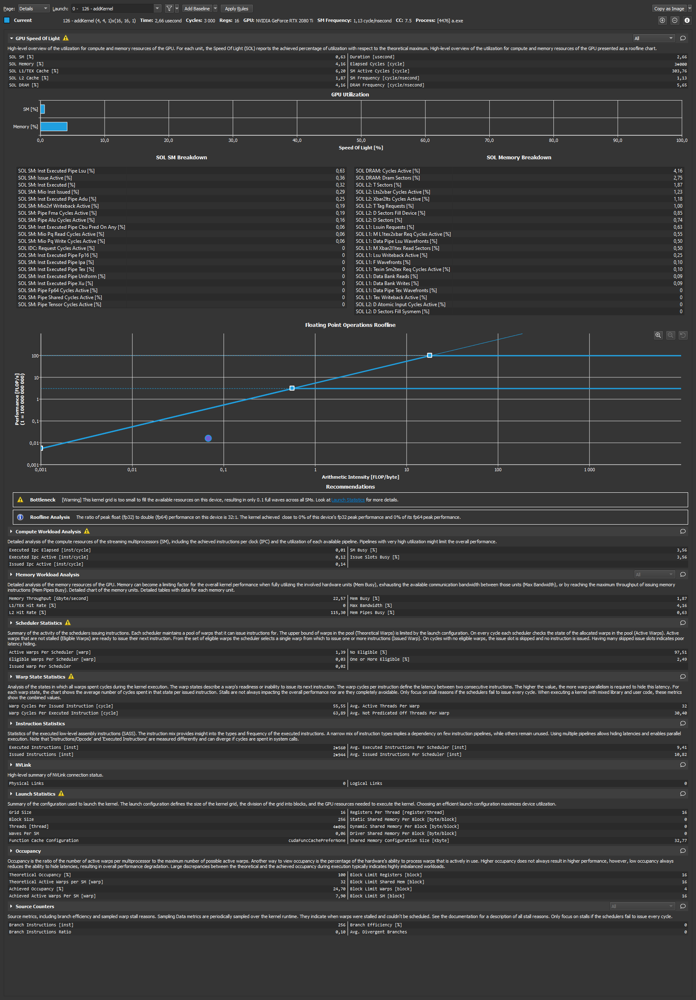 Page: Details Launch: 0 - 126 - addKernel Add Baseline Apply Rules Copy as Image
Current 126 - addKernel (4, 4, 1)x(16, 16, 1) Time: 2,66 usecond Cycles: 3 000 Regs: 16 GPU: NVIDIA GeForce RTX 2080 Ti SM Frequency: 1,13 cycle/nsecond CC: 7.5 Process: [4476] a.exe
GPU Speed Of Light All
High-level overview of the utilization for compute and memory resources of the GPU. For each unit, the Speed Of Light (SOL) reports the achieved percentage of utilization with respect to the theoretical maximum. High-level overview of the utilization for compute and memory resources of the GPU presented as a roofline chart.
SOL SM [%] 0,63 Duration [usecond] 2,66
SOL Memory [%] 4,16 Elapsed Cycles [cycle] 3�000
SOL L1/TEX Cache [%] 6,20 SM Active Cycles [cycle] 303,76
SOL L2 Cache [%] 1,87 SM Frequency [cycle/nsecond] 1,13
SOL DRAM [%] 4,16 DRAM Frequency [cycle/nsecond] 5,65
GPU Utilization
SM [%]
Memory [%]
0,0 10,0 20,0 30,0 40,0 50,0 60,0 70,0 80,0 90,0 100,0
Speed Of Light [%]
SOL SM Breakdown SOL Memory Breakdown
SOL SM: Inst Executed Pipe Lsu [%] 0,63 SOL DRAM: Cycles Active [%] 4,16
SOL SM: Issue Active [%] 0,36 SOL DRAM: Dram Sectors [%] 2,75
SOL SM: Inst Executed [%] 0,32 SOL L2: T Sectors [%] 1,87
SOL SM: Mio Inst Issued [%] 0,29 SOL L2: Lts2xbar Cycles Active [%] 1,23
SOL SM: Inst Executed Pipe Adu [%] 0,25 SOL L2: Xbar2lts Cycles Active [%] 1,18
SOL SM: Mio2rf Writeback Active [%] 0,19 SOL L2: T Tag Requests [%] 1,00
SOL SM: Pipe Fma Cycles Active [%] 0,19 SOL L2: D Sectors Fill Device [%] 0,85
SOL SM: Pipe Alu Cycles Active [%] 0,16 SOL L2: D Sectors [%] 0,74
SOL SM: Inst Executed Pipe Cbu Pred On Any [%] 0,06 SOL L1: Lsuin Requests [%] 0,63
SOL SM: Mio Pq Read Cycles Active [%] 0,06 SOL L1: M L1tex2xbar Req Cycles Active [%] 0,55
SOL SM: Mio Pq Write Cycles Active [%] 0,06 SOL L1: Data Pipe Lsu Wavefronts [%] 0,50
SOL IDC: Request Cycles Active [%] 0 SOL L1: M Xbar2l1tex Read Sectors [%] 0,50
SOL SM: Inst Executed Pipe Fp16 [%] 0 SOL L1: Lsu Writeback Active [%] 0,25
SOL SM: Inst Executed Pipe Ipa [%] 0 SOL L1: F Wavefronts [%] 0,10
SOL SM: Inst Executed Pipe Tex [%] 0 SOL L1: Texin Sm2tex Req Cycles Active [%] 0,10
SOL SM: Inst Executed Pipe Uniform [%] 0 SOL L1: Data Bank Reads [%] 0,09
SOL SM: Inst Executed Pipe Xu [%] 0 SOL L1: Data Bank Writes [%] 0,09
SOL SM: Pipe Fp64 Cycles Active [%] 0 SOL L1: Data Pipe Tex Wavefronts [%] 0
SOL SM: Pipe Shared Cycles Active [%] 0 SOL L1: Tex Writeback Active [%] 0
SOL SM: Pipe Tensor Cycles Active [%] 0 SOL L2: D Atomic Input Cycles Active [%] 0
SOL L2: D Sectors Fill Sysmem [%] 0
Floating Point Operations Roofline
100
10
1
0,1
0,01
0,001
Performance [FLOP/s]
(1 = 100 000 000 000)
0,001 0,01 0,1 1 10 100 1 000
Arithmetic Intensity [FLOP/byte]
Recommendations
Bottleneck [Warning] This kernel grid is too small to fill the available resources on this device, resulting in only 0.1 full waves across all SMs. Look at Launch Statistics for more details.
Roofline Analysis The ratio of peak float (fp32) to double (fp64) performance on this device is 32:1. The kernel achieved close to 0% of this device's fp32 peak performance and 0% of its fp64 peak performance.
Compute Workload Analysis
Detailed analysis of the compute resources of the streaming multiprocessors (SM), including the achieved instructions per clock (IPC) and the utilization of each available pipeline. Pipelines with very high utilization might limit the overall performance.
Executed Ipc Elapsed [inst/cycle] 0,01 SM Busy [%] 3,56
Executed Ipc Active [inst/cycle] 0,12 Issue Slots Busy [%] 3,56
Issued Ipc Active [inst/cycle] 0,14
Memory Workload Analysis All
Detailed analysis of the memory resources of the GPU. Memory can become a limiting factor for the overall kernel performance when fully utilizing the involved hardware units (Mem Busy), exhausting the available communication bandwidth between those units (Max Bandwidth), or by reaching the maximum throughput of issuing memory
instructions (Mem Pipes Busy). Detailed chart of the memory units. Detailed tables with data for each memory unit.
Memory Throughput [Gbyte/second] 22,57 Mem Busy [%] 1,87
L1/TEX Hit Rate [%] 0 Max Bandwidth [%] 4,16
L2 Hit Rate [%] 115,30 Mem Pipes Busy [%] 0,63
Scheduler Statistics
Summary of the activity of the schedulers issuing instructions. Each scheduler maintains a pool of warps that it can issue instructions for. The upper bound of warps in the pool (Theoretical Warps) is limited by the launch configuration. On every cycle each scheduler checks the state of the allocated warps in the pool (Active Warps). Active
warps that are not stalled (Eligible Warps) are ready to issue their next instruction. From the set of eligible warps the scheduler selects a single warp from which to issue one or more instructions (Issued Warp). On cycles with no eligible warps, the issue slot is skipped and no instruction is issued. Having many skipped issue slots indicates poor
latency hiding.
Active Warps Per Scheduler [warp] 1,39 No Eligible [%] 97,51
Eligible Warps Per Scheduler [warp] 0,03 One or More Eligible [%] 2,49
Issued Warp Per Scheduler 0,02
Warp State Statistics
Analysis of the states in which all warps spent cycles during the kernel execution. The warp states describe a warp's readiness or inability to issue its next instruction. The warp cycles per instruction define the latency between two consecutive instructions. The higher the value, the more warp parallelism is required to hide this latency. For
each warp state, the chart shows the average number of cycles spent in that state per issued instruction. Stalls are not always impacting the overall performance nor are they completely avoidable. Only focus on stall reasons if the schedulers fail to issue every cycle. When executing a kernel with mixed library and user code, these metrics
show the combined values.
Warp Cycles Per Issued Instruction [cycle] 55,55 Avg. Active Threads Per Warp 32
Warp Cycles Per Executed Instruction [cycle] 63,89 Avg. Not Predicated Off Threads Per Warp 30,40
Instruction Statistics
Statistics of the executed low-level assembly instructions (SASS). The instruction mix provides insight into the types and frequency of the executed instructions. A narrow mix of instruction types implies a dependency on few instruction pipelines, while others remain unused. Using multiple pipelines allows hiding latencies and enables parallel
execution. Note that 'Instructions/Opcode' and 'Executed Instructions' are measured differently and can diverge if cycles are spent in system calls.
Executed Instructions [inst] 2�560 Avg. Executed Instructions Per Scheduler [inst] 9,41
Issued Instructions [inst] 2�944 Avg. Issued Instructions Per Scheduler [inst] 10,82
NVLink
High-level summary of NVLink connection status.
Physical Links 0 Logical Links 0
Launch Statistics
Summary of the configuration used to launch the kernel. The launch configuration defines the size of the kernel grid, the division of the grid into blocks, and the GPU resources needed to execute the kernel. Choosing an efficient launch configuration maximizes device utilization.
Grid Size 16 Registers Per Thread [register/thread] 16
Block Size 256 Static Shared Memory Per Block [byte/block] 0
Threads [thread] 4�096 Dynamic Shared Memory Per Block [byte/block] 0
Waves Per SM 0,06 Driver Shared Memory Per Block [byte/block] 0
Function Cache Configuration cudaFuncCachePreferNone Shared Memory Configuration Size [Kbyte] 32,77
Occupancy
Occupancy is the ratio of the number of active warps per multiprocessor to the maximum number of possible active warps. Another way to view occupancy is the percentage of the hardware's ability to process warps that is actively in use. Higher occupancy does not always result in higher performance, however, low occupancy always
reduces the ability to hide latencies, resulting in overall performance degradation. Large discrepancies between the theoretical and the achieved occupancy during execution typically indicates highly imbalanced workloads.
Theoretical Occupancy [%] 100 Block Limit Registers [block] 16
Theoretical Active Warps per SM [warp] 32 Block Limit Shared Mem [block] 16
Achieved Occupancy [%] 24,70 Block Limit Warps [block] 4
Achieved Active Warps Per SM [warp] 7,90 Block Limit SM [block] 16
Source Counters All
Source metrics, including branch efficiency and sampled warp stall reasons. Sampling Data metrics are periodically sampled over the kernel runtime. They indicate when warps were stalled and couldn't be scheduled. See the documentation for a description of all stall reasons. Only focus on stalls if the schedulers fail to issue every cycle.
Branch Instructions [inst] 256 Branch Efficiency [%] 0
Branch Instructions Ratio 0,10 Avg. Divergent Branches 0